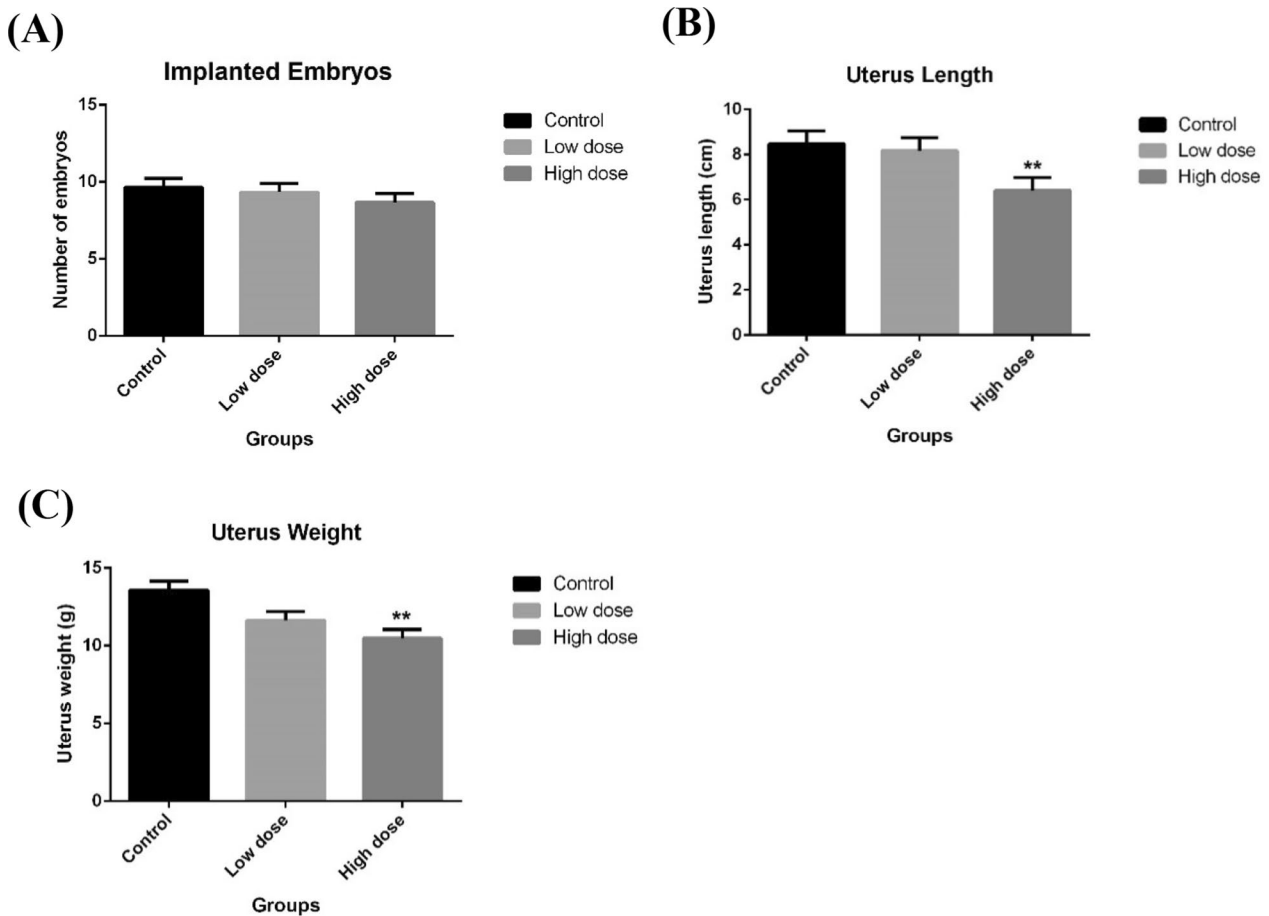 (A)
Implanted Embryos
Number of embryos
15
10
5
0
Control
Low dose
High dose
Groups
Control
Low dose
High dose
(B)
Uterus Length
Uterus length (cm)
10
8
6
4
2
0
**
Control
Low dose
High dose
Groups
Control
Low dose
High dose
(C)
Uterus Weight
Uterus weight (g)
15
10
5
0
**
Control
Low dose
High dose
Groups
Control
Low dose
High dose